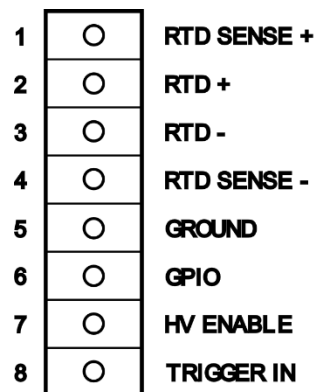 1 RTD SENSE +
2 RTD +
3 RTD -
4 RTD SENSE -
5 GROUND
6 GPIO
7 HV ENABLE
8 TRIGGER IN